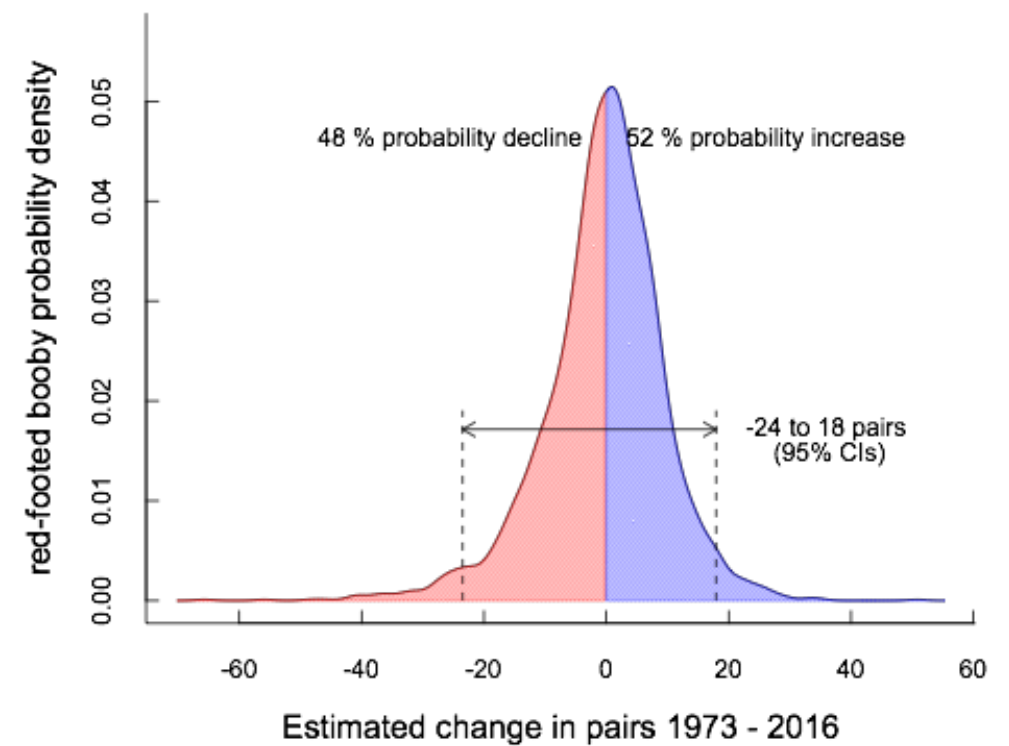 red-footed booby probability density
0.05
0.04
0.03
0.02
0.01
0.00
48 % probability decline
52 % probability increase
-24 to 18 pairs
(95% CIs)
-60
-40
-20
0
20
40
60
Estimated change in pairs 1973 - 2016